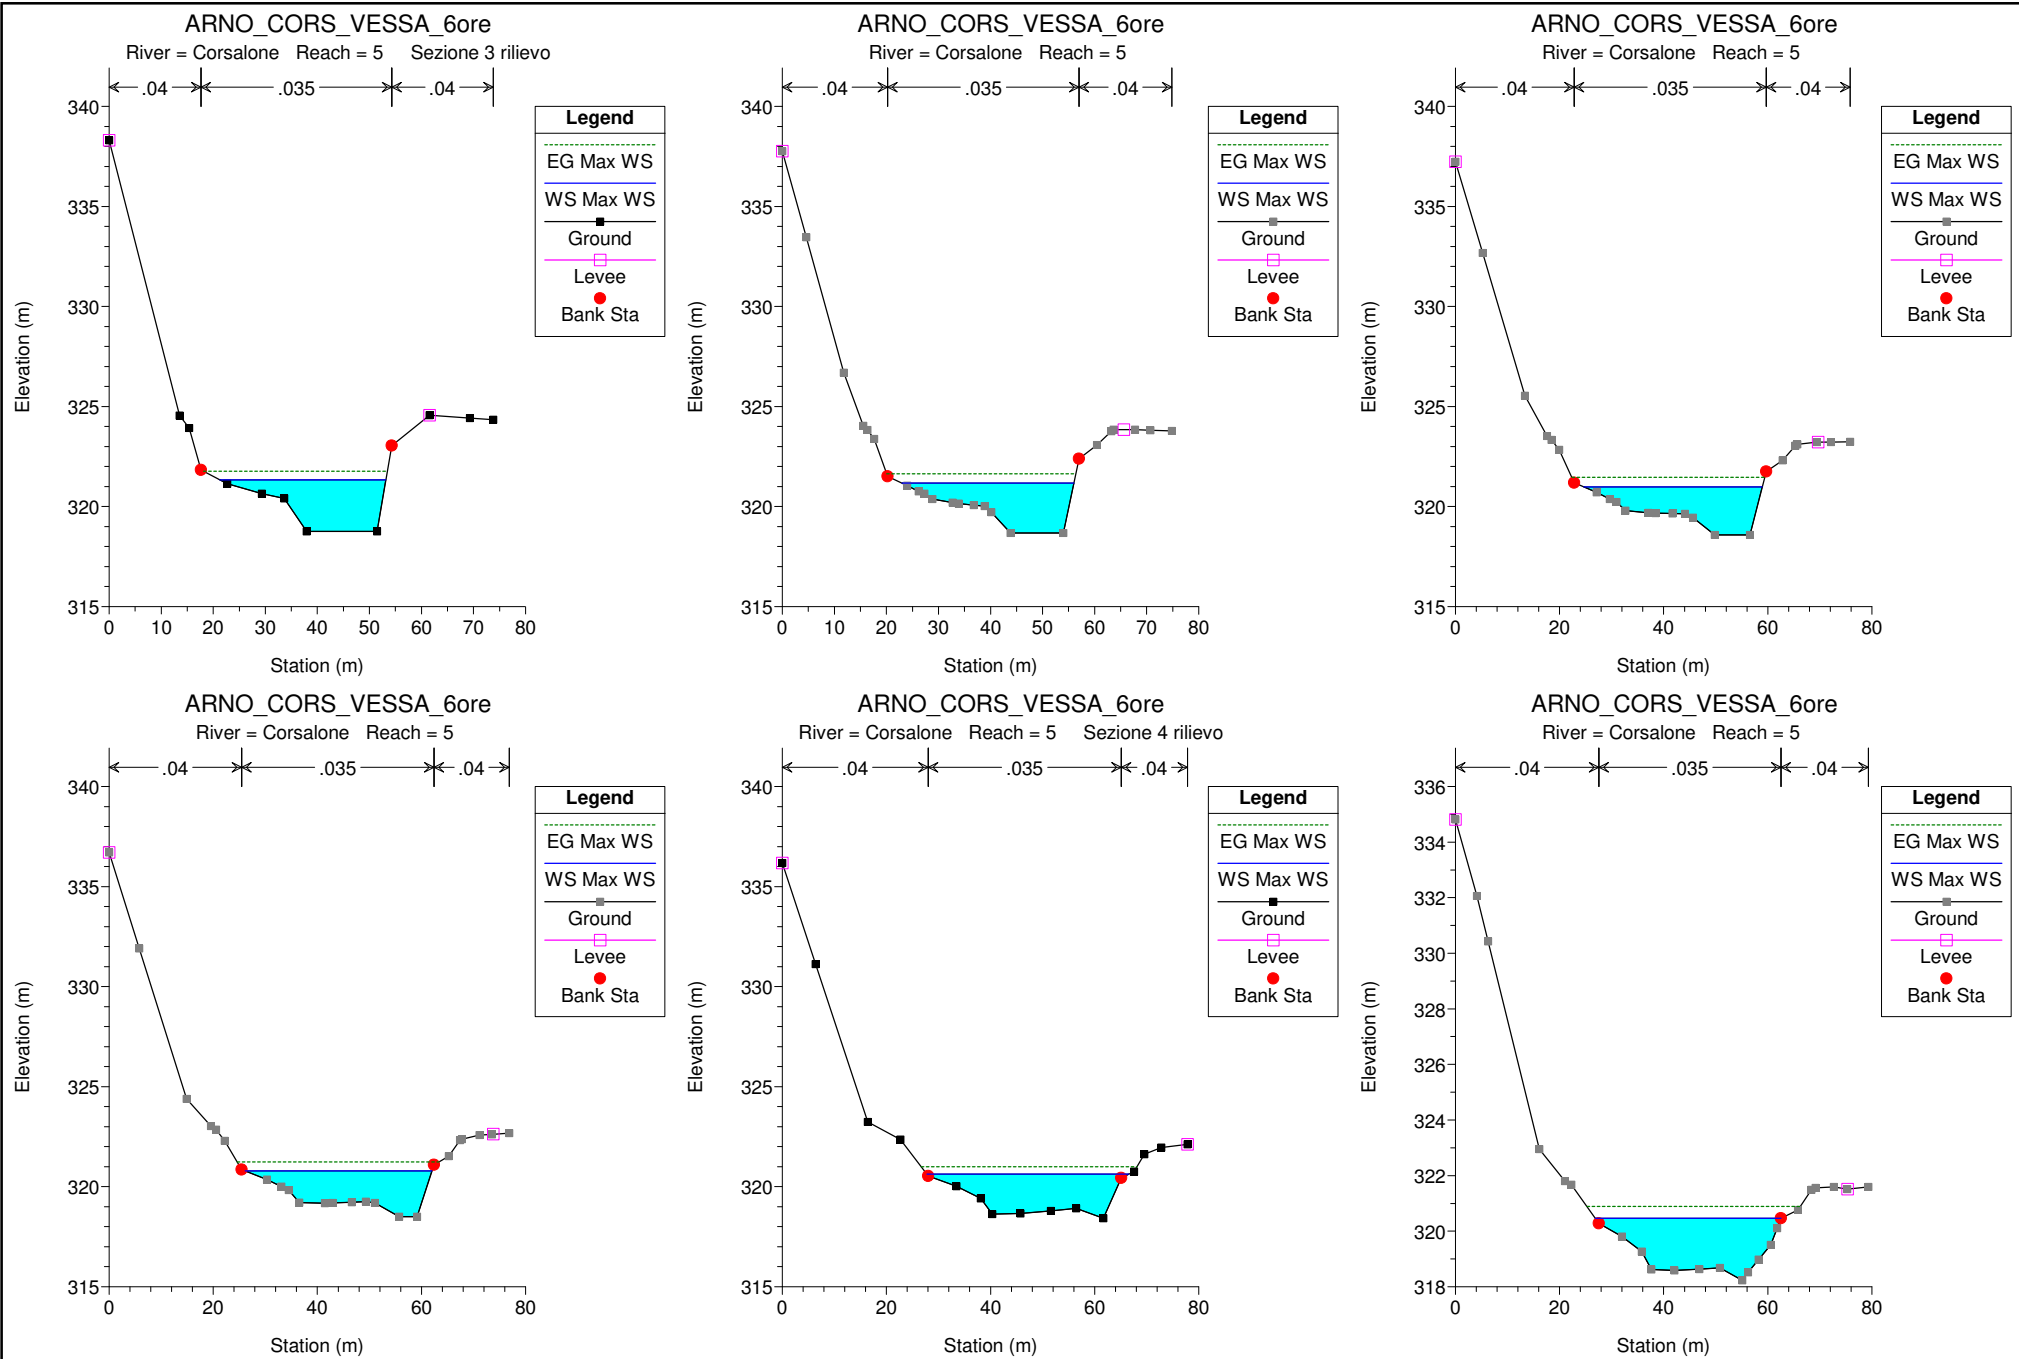 ARNO_CORS_VESSA_6ore
River = Corsalone Reach = 5 Sezione 3 rilievo
.04 .035 .04
340
335
330
325
320
315
0 10 20 30 40 50 60 70 80
Station (m)
Elevation (m)
Legend
EG Max WS
WS Max WS
Ground
Levee
Bank Sta
ARNO_CORS_VESSA_6ore
River = Corsalone Reach = 5
.04 .035 .04
340
335
330
325
320
315
0 10 20 30 40 50 60 70 80
Station (m)
Elevation (m)
Legend
EG Max WS
WS Max WS
Ground
Levee
Bank Sta
ARNO_CORS_VESSA_6ore
River = Corsalone Reach = 5
.04 .035 .04
340
335
330
325
320
315
0 20 40 60 80
Station (m)
Elevation (m)
Legend
EG Max WS
WS Max WS
Ground
Levee
Bank Sta
ARNO_CORS_VESSA_6ore
River = Corsalone Reach = 5
.04 .035 .04
340
335
330
325
320
315
0 20 40 60 80
Station (m)
Elevation (m)
Legend
EG Max WS
WS Max WS
Ground
Levee
Bank Sta
ARNO_CORS_VESSA_6ore
River = Corsalone Reach = 5 Sezione 4 rilievo
.04 .035 .04
340
335
330
325
320
315
0 20 40 60 80
Station (m)
Elevation (m)
Legend
EG Max WS
WS Max WS
Ground
Levee
Bank Sta
ARNO_CORS_VESSA_6ore
River = Corsalone Reach = 5
.04 .035 .04
336
334
332
330
328
326
324
322
320
318
0 20 40 60 80
Station (m)
Elevation (m)
Legend
EG Max WS
WS Max WS
Ground
Levee
Bank Sta